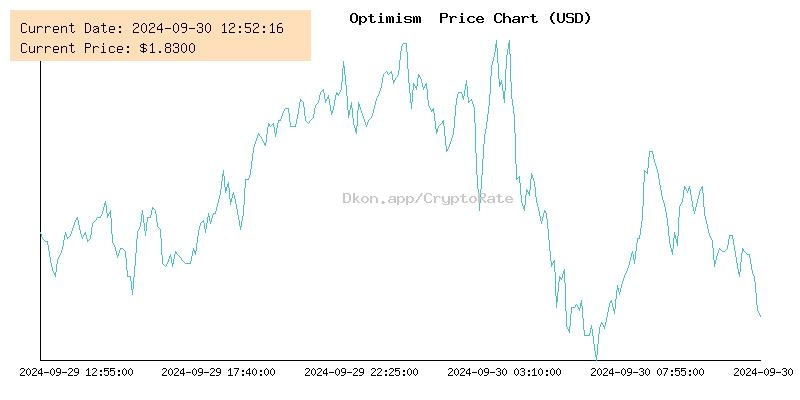 Optimism  Price Chart (USD)
Current Date: 2024-09-30 12:52:16
Current Price: $1.8300
Dkon.app/CryptoRate
2024-09-29 12:55:00 2024-09-29 17:40:00 2024-09-29 22:25:00 2024-09-30 03:10:00 2024-09-30 07:55:00 2024-09-30